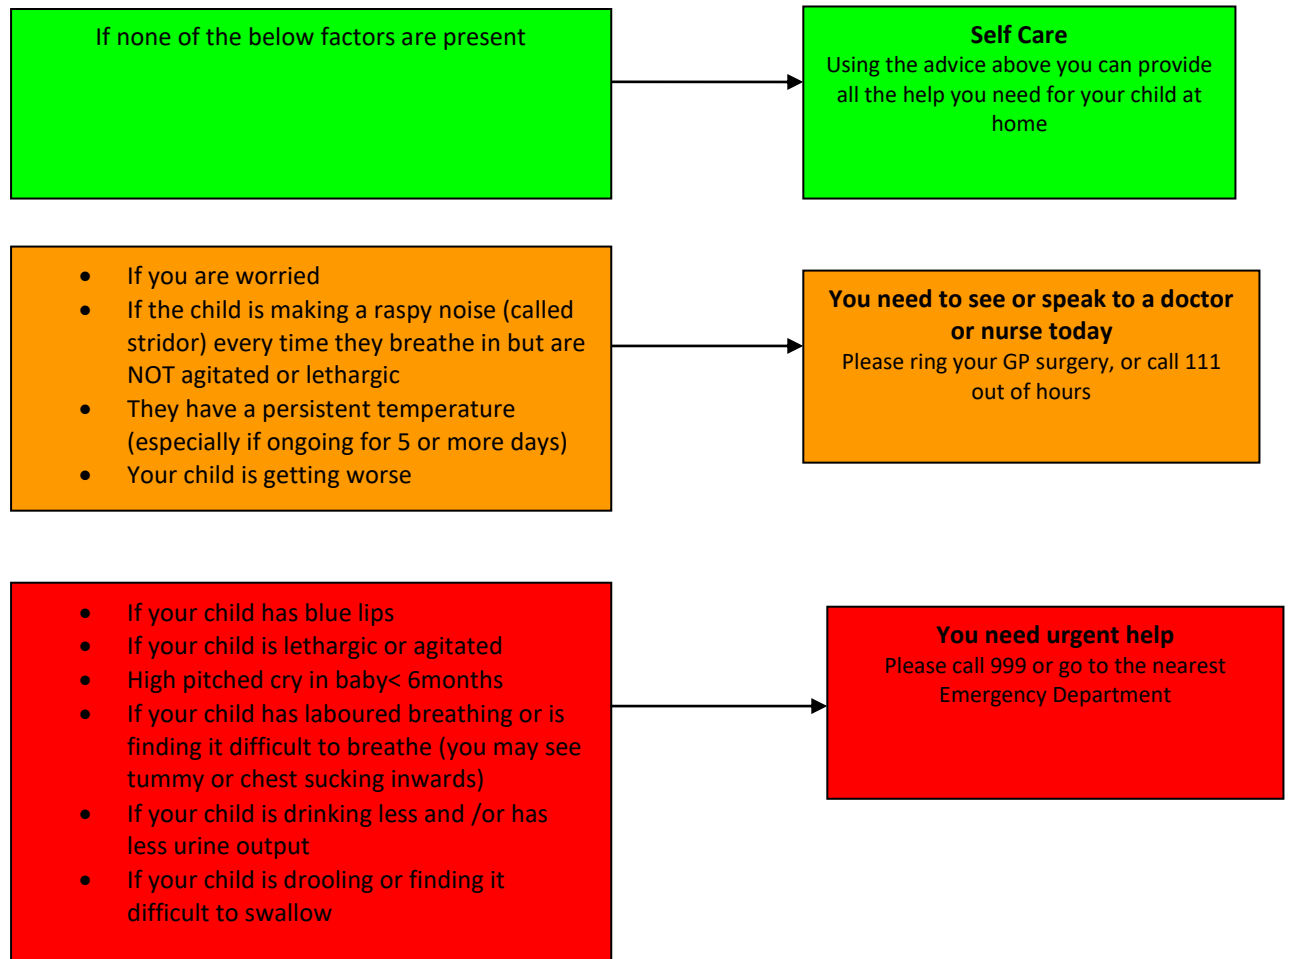 If none of the below factors are present
Self Care
Using the advice above you can provide
all the help you need for your child at
home
• If you are worried
• If the child is making a raspy noise (called
stridor) every time they breathe in but are
NOT agitated or lethargic
• They have a persistent temperature
(especially if ongoing for 5 or more days)
• Your child is getting worse
You need to see or speak to a doctor
or nurse today
Please ring your GP surgery, or call 111
out of hours
• If your child has blue lips
• If your child is lethargic or agitated
• High pitched cry in baby< 6months
• If your child has laboured breathing or is
finding it difficult to breathe (you may see
tummy or chest sucking inwards)
• If your child is drinking less and /or has
less urine output
• If your child is drooling or finding it
difficult to swallow
You need urgent help
Please call 999 or go to the nearest
Emergency Department